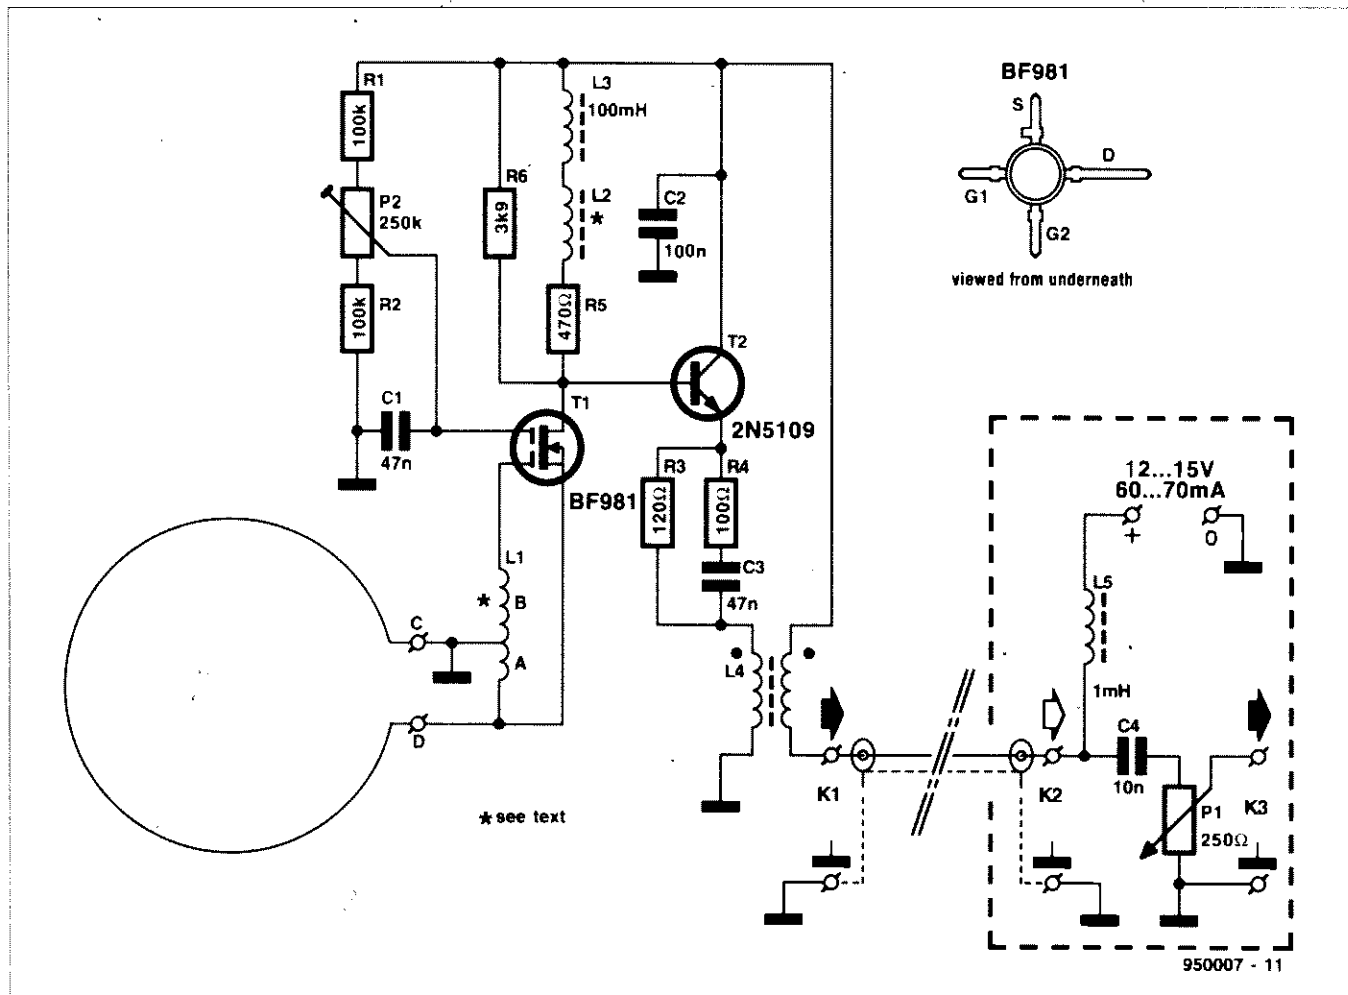 R1
100k
P2
250k
100k
R2
C1
47n
R6
3k9
L3
100mH
L2
*
470Ω
R5
C2
100n
T1
BF981
T2
2N5109
R3
120Ω
R4
100Ω
C3
47n
L1
*
B
A
C
D
L4
* see text
K1
BF981
S
D
G1
G2
viewed from underneath
12...15V
60...70mA
+
0
L5
1mH
C4
10n
K2
P1
250Ω
K3
950007 - 11